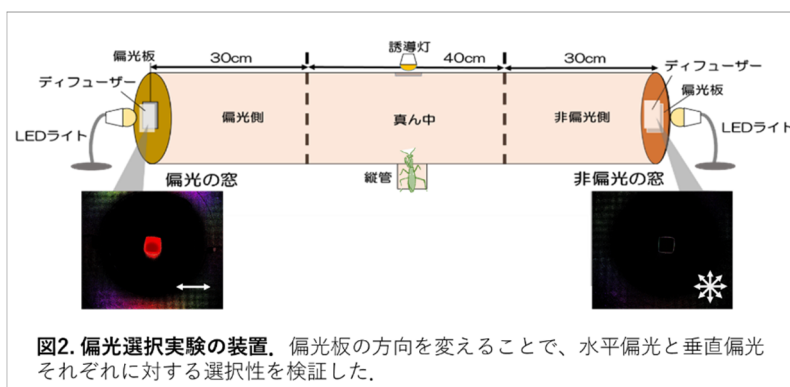 誘導灯
偏光板
30cm
40cm
30cm
ディフューザー
ディフューザー
偏光板
LEDライト
偏光側
真ん中
非偏光側
LEDライト
縦管
偏光の窓
非偏光の窓
図2. 偏光選択実験の装置. 偏光板の方向を変えることで、水平偏光と垂直偏光
それぞれに対する選択性を検証した.